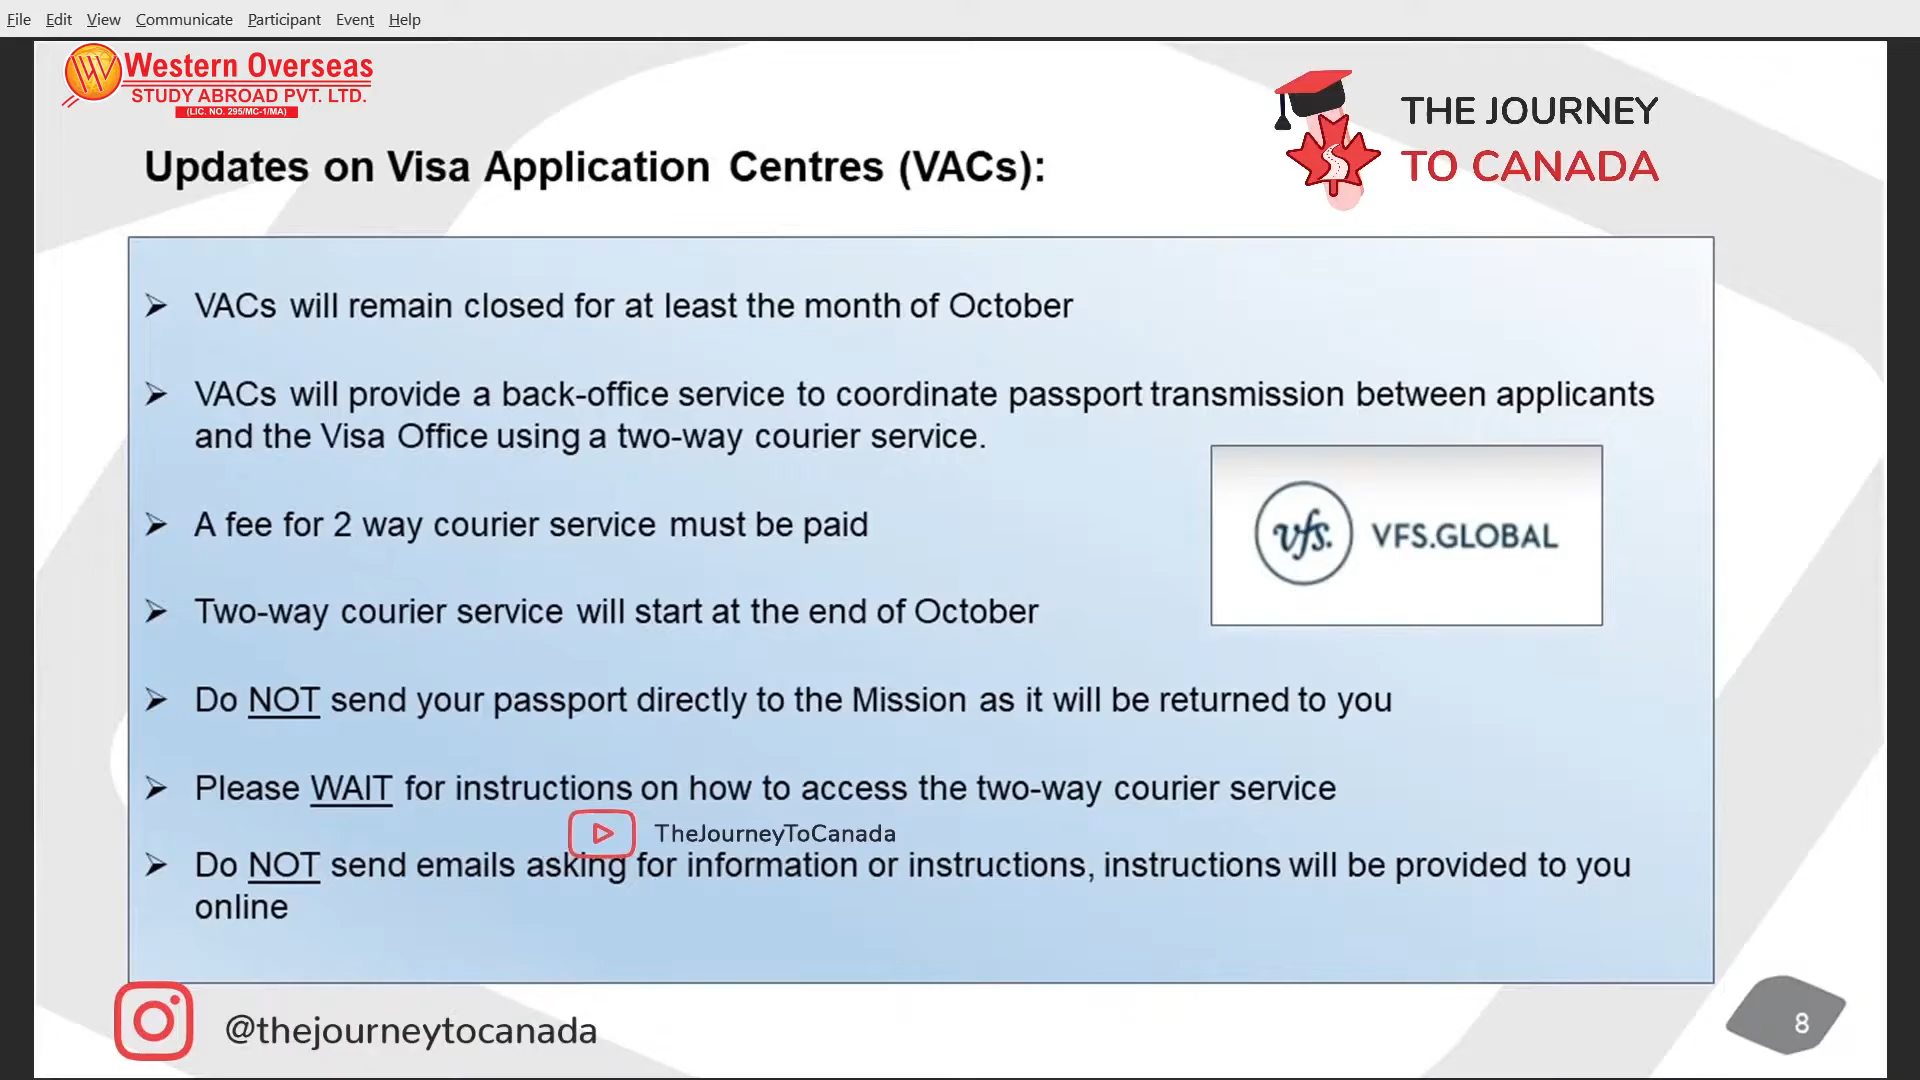 File Edit View Communicate Participant Event Help
Western Overseas
STUDY ABROAD PVT. LTD.
(LIC. NO. 295/MC-1/MA)
THE JOURNEY
TO CANADA
Updates on Visa Application Centres (VACs):
➢ VACs will remain closed for at least the month of October
➢ VACs will provide a back-office service to coordinate passport transmission between applicants
and the Visa Office using a two-way courier service.
➢ A fee for 2 way courier service must be paid
vfs. VFS.GLOBAL
➢ Two-way courier service will start at the end of October
➢ Do NOT send your passport directly to the Mission as it will be returned to you
➢ Please WAIT for instructions on how to access the two-way courier service
TheJourneyToCanada
➢ Do NOT send emails asking for information or instructions, instructions will be provided to you
online
@thejourneytocanada
8